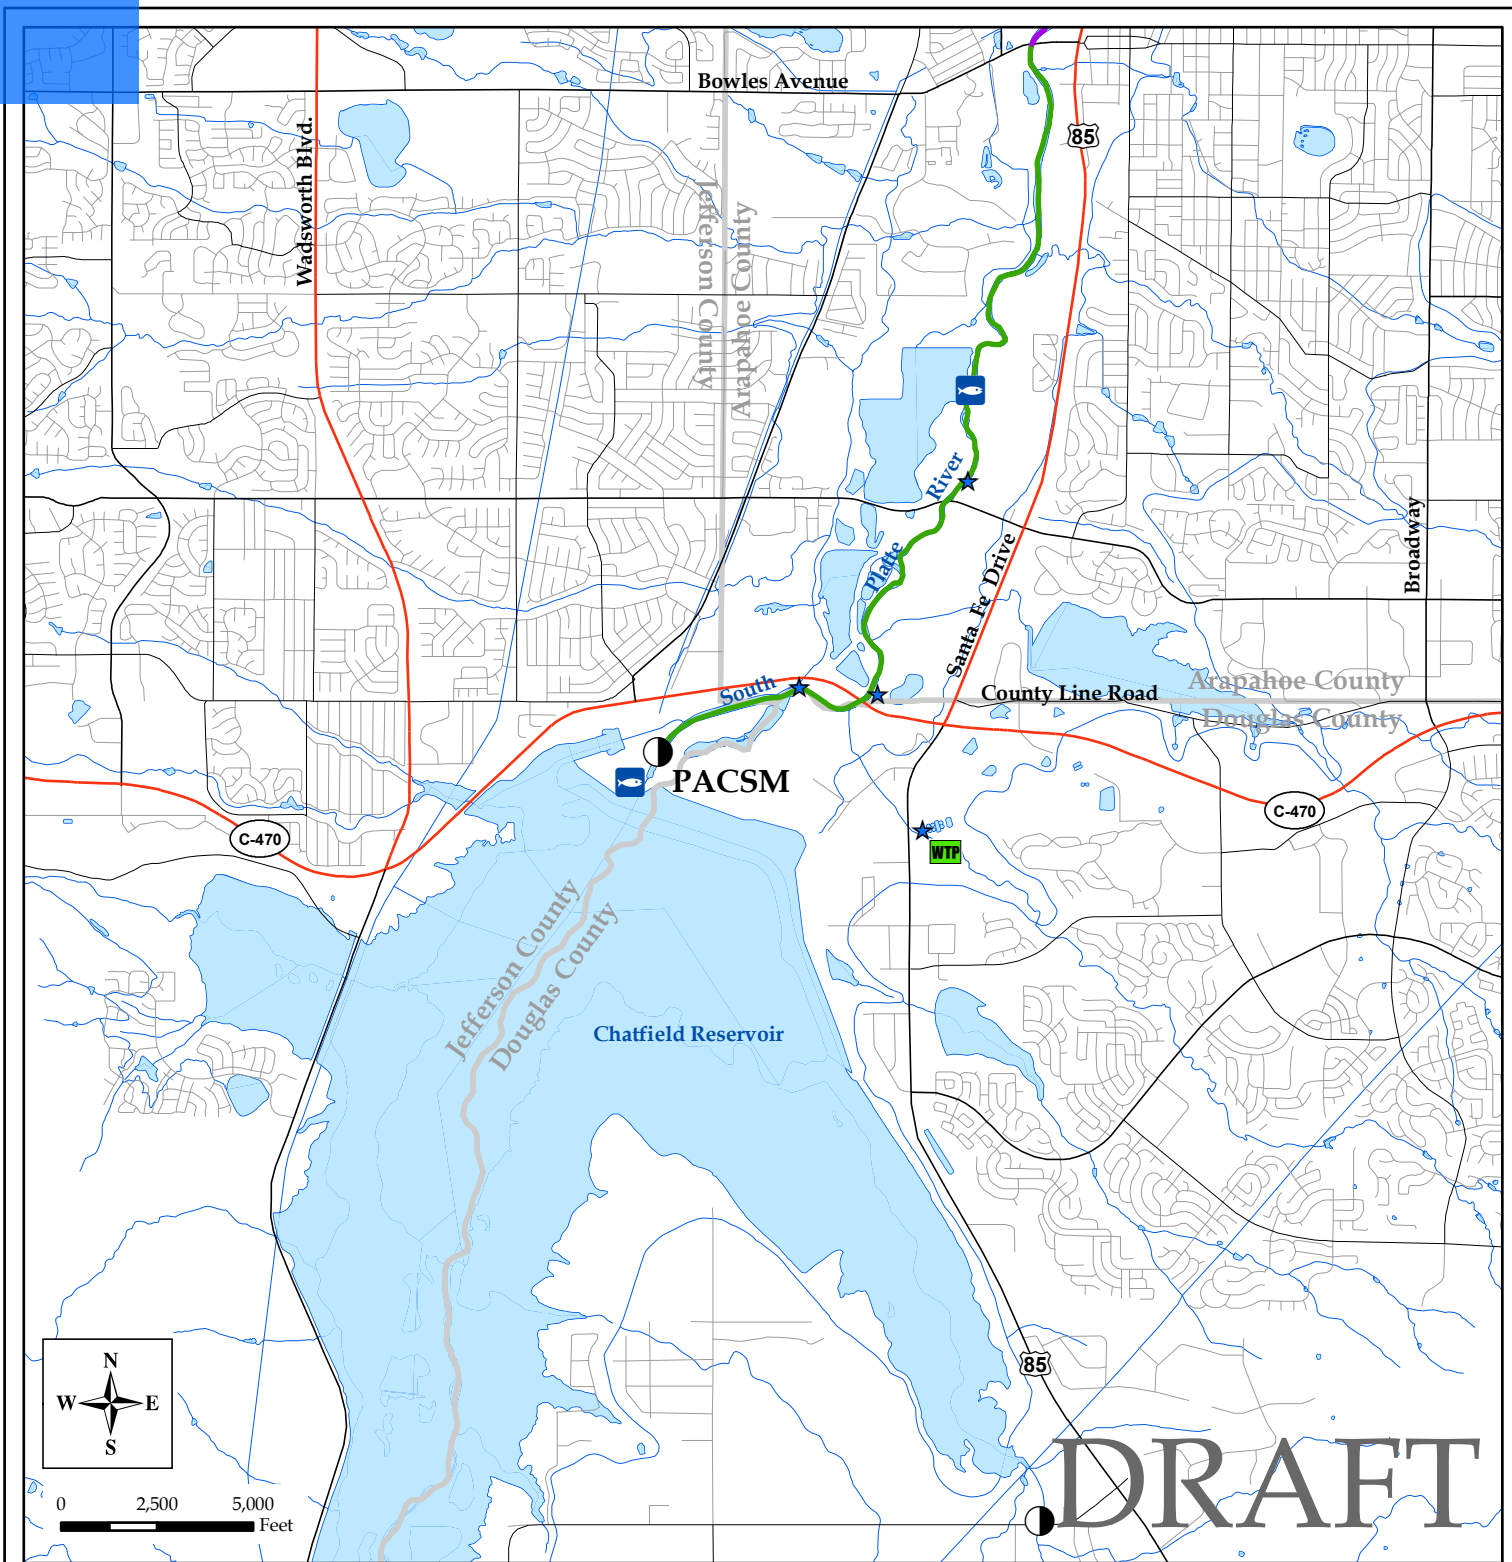 Bowles Avenue
Wadsworth Blvd.
85
Jefferson County
Arapahoe County
River
Platte
Santa Fe Drive
Broadway
South
County Line Road
Arapahoe County
Douglas County
PACSM
C-470
C-470
WTP
Jefferson County
Douglas County
Chatfield Reservoir
85
N
W E
S
DRAFT
0 2,500 5,000
Feet